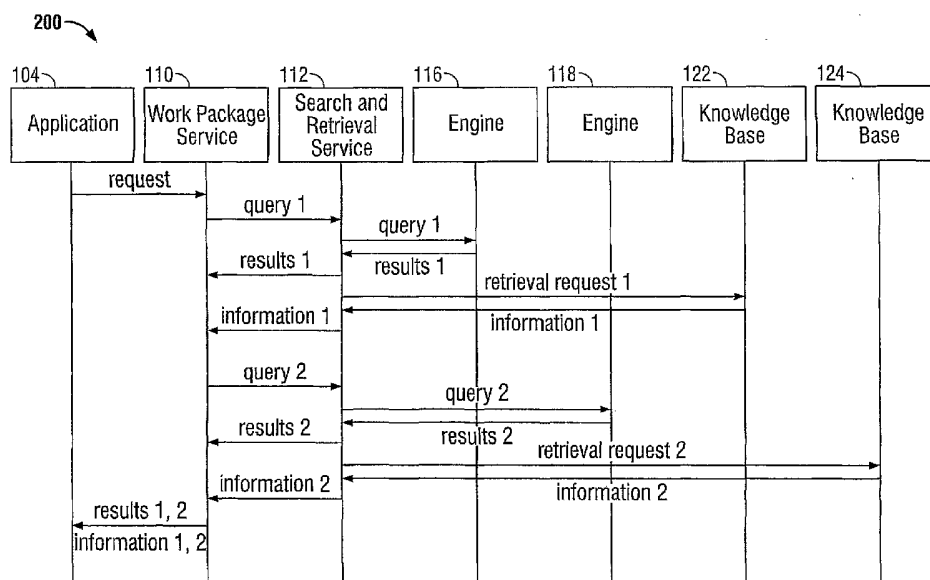 200
104
110
112
116
118
122
124
Application
Work Package
Service
Search and
Retrieval
Service
Engine
Engine
Knowledge
Base
Knowledge
Base
request
query 1
query 1
results 1
results 1
retrieval request 1
information 1
information 1
query 2
query 2
results 2
results 2
retrieval request 2
information 2
information 2
results 1, 2
information 1, 2